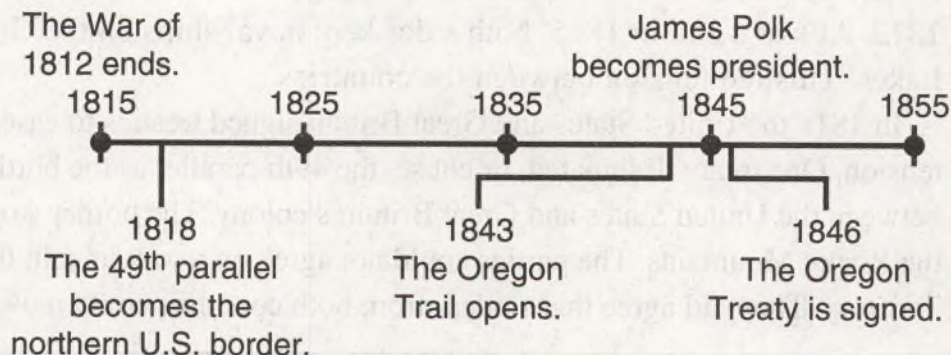 The War of
1812 ends.
James Polk
becomes president.
1815
1825
1835
1845
1855
1818
The 49th parallel
becomes the
northern U.S. border.
1843
The Oregon
Trail opens.
1846
The Oregon
Treaty is signed.